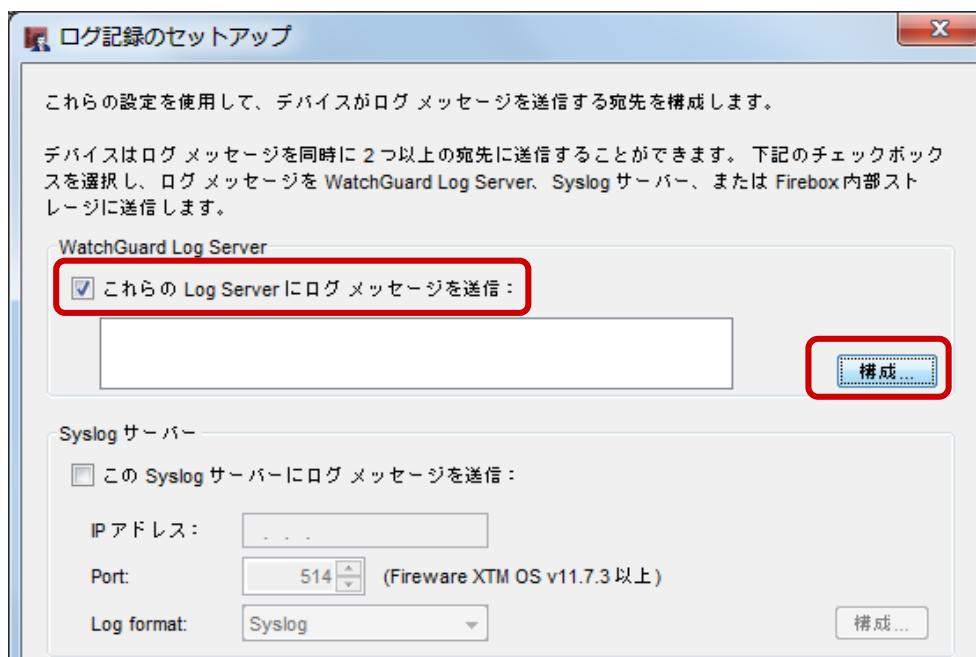 ログ記録のセットアップ
これらの設定を使用して、デバイスがログ メッセージを送信する宛先を構成します。
デバイスはログ メッセージを同時に 2 つ以上の宛先に送信することができます。 下記のチェックボック
スを選択し、ログ メッセージを WatchGuard Log Server、Syslog サーバー、または Firebox 内部スト
レージに送信します。
WatchGuard Log Server
これらの Log Server にログ メッセージを送信：
構成...
Syslog サーバー
この Syslog サーバーにログ メッセージを送信：
IP アドレス： . . .
Port: 514 (Fireware XTM OS v11.7.3 以上)
Log format: Syslog 構成...